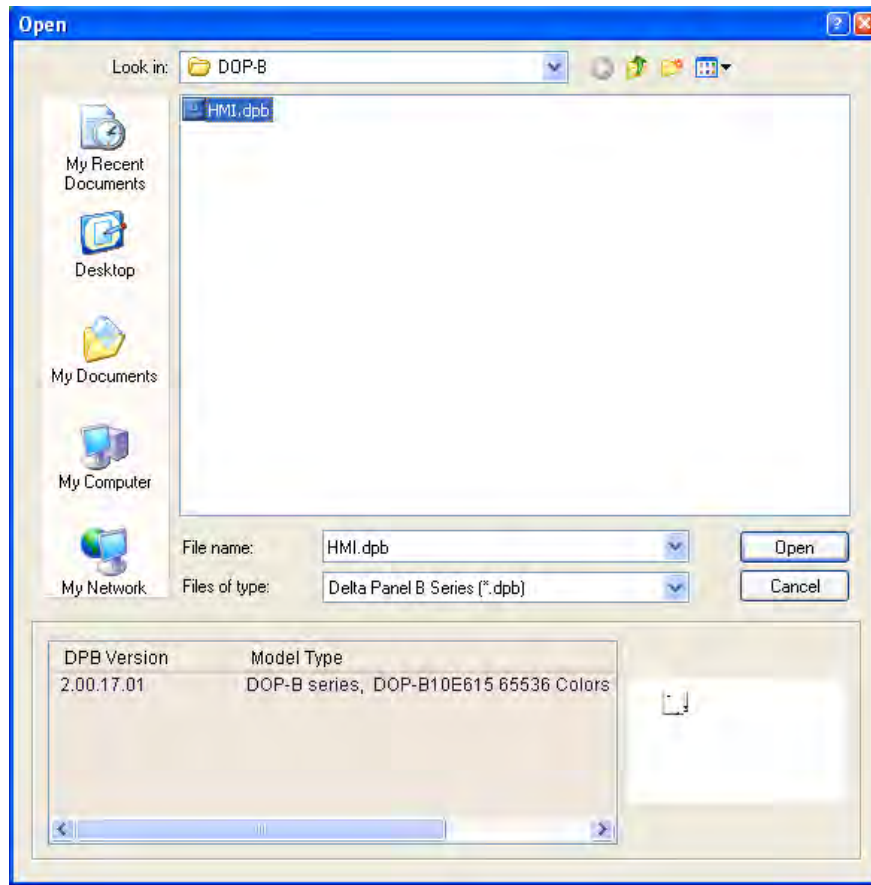 Open
Look in: DOP-B
HMI.dpb
My Recent
Documents
Desktop
My Documents
My Computer
My Network
File name: HMI.dpb Open
Files of type: Delta Panel B Series (*.dpb) Cancel
DPB Version Model Type
2.00.17.01 DOP-B series, DOP-B10E615 65536 Colors